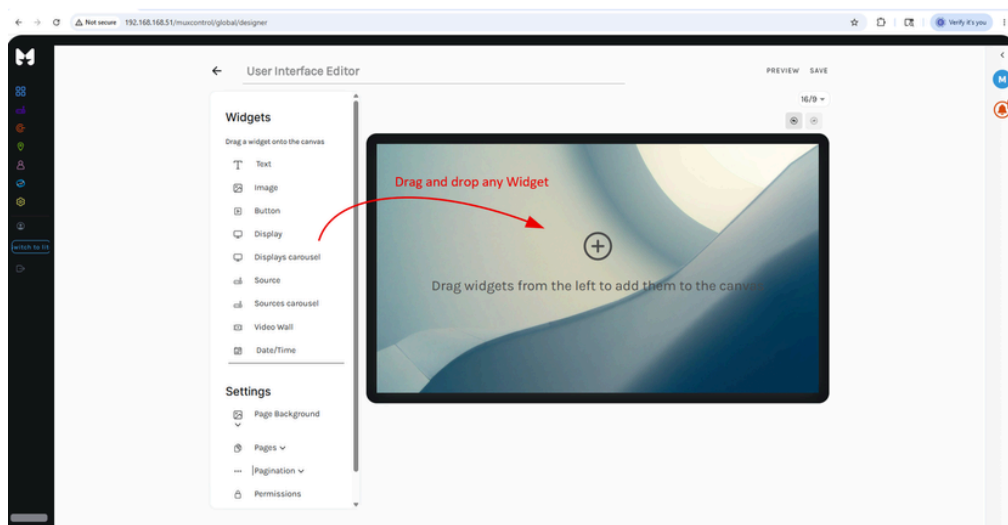 Not secure 192.168.168.51/muxcontrol/global/designer
Verify it's you
User Interface Editor
PREVIEW SAVE
16/9
Widgets
Drag a widget onto the canvas
Text
Image
Button
Display
Displays carousel
Source
Sources carousel
Video Wall
Date/Time
Settings
Page Background
Pages
Pagination
Permissions
Drag and drop any Widget
Drag widgets from the left to add them to the canvas
witch to lit
M